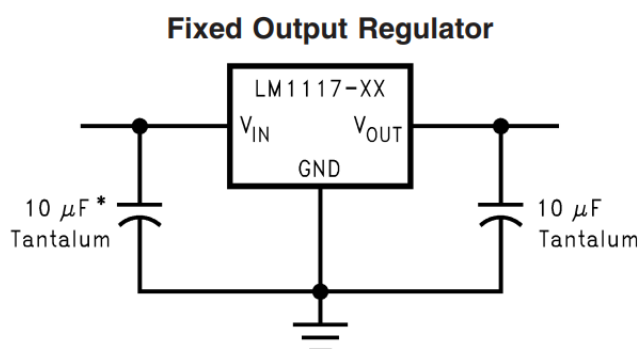 Fixed Output Regulator
LM1117-XX
VIN
VOUT
GND
10 μF*
Tantalum
10 μF
Tantalum